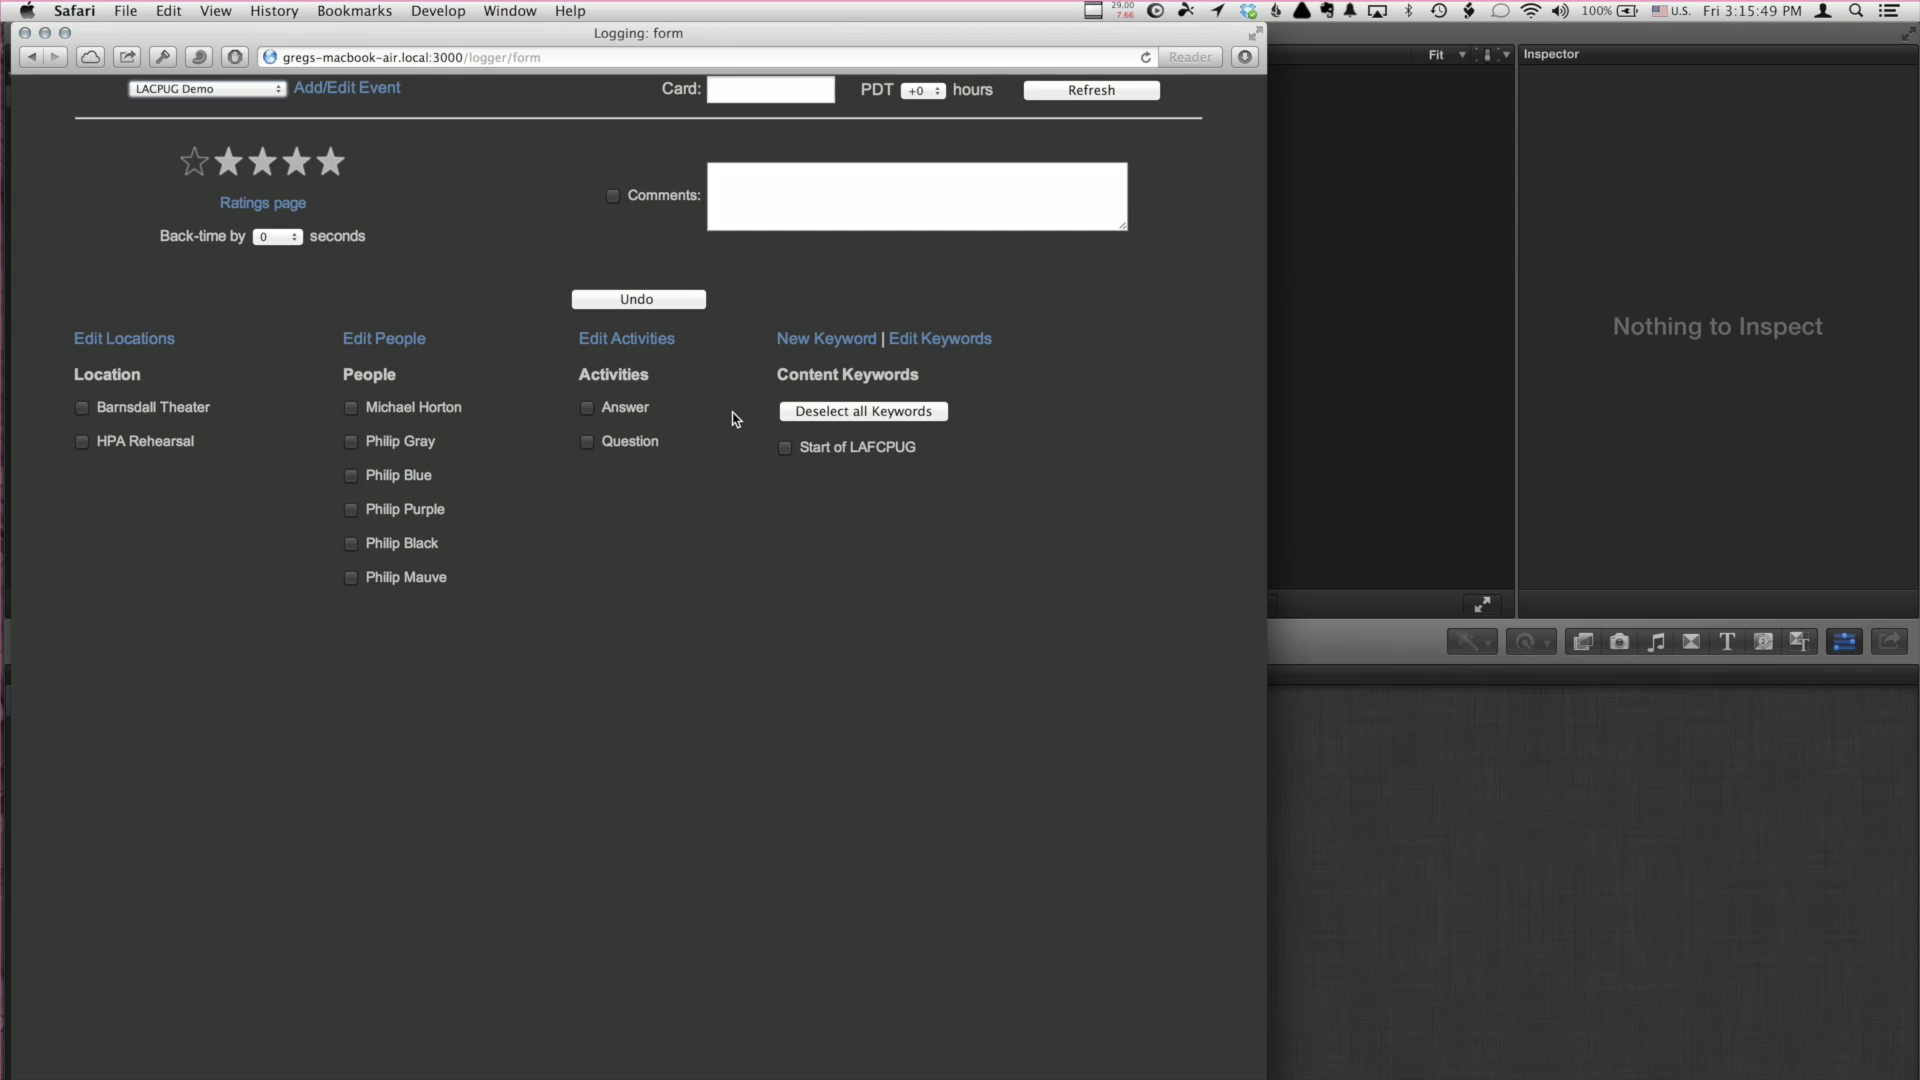 Safari File Edit View History Bookmarks Develop Window Help 29.00 7.66 100% U.S. Fri 3:15:49 PM
Logging: form
gregs-macbook-air.local:3000/logger/form Reader
Fit Inspector
LACPUG Demo Add/Edit Event Card: PDT +0 hours Refresh
Ratings page
Comments:
Back-time by 0 seconds
Undo
Nothing to Inspect
Edit Locations Edit People Edit Activities New Keyword | Edit Keywords
Location People Activities Content Keywords
Barnsdall Theater Michael Horton Answer Deselect all Keywords
HPA Rehearsal Philip Gray Question Start of LAFCPUG
Philip Blue
Philip Purple
Philip Black
Philip Mauve